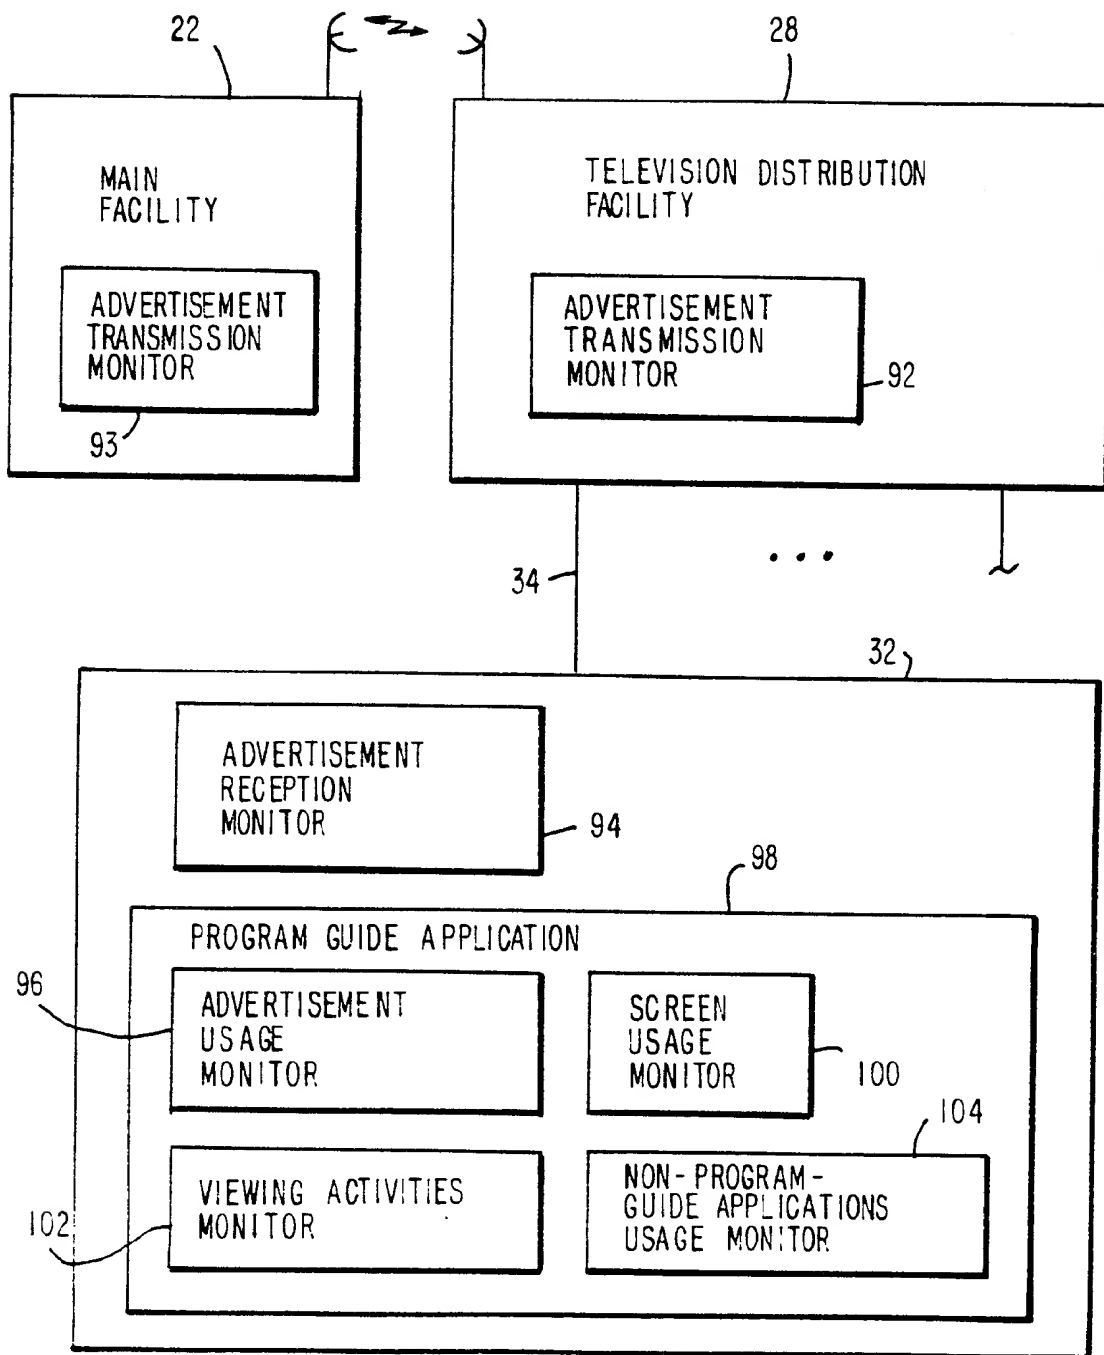 22
28
MAIN
FACILITY
TELEVISION DISTRIBUTION
FACILITY
ADVERTISEMENT
TRANSMISSION
MONITOR
93
ADVERTISEMENT
TRANSMISSION
MONITOR
92
34
...
32
ADVERTISEMENT
RECEPTION
MONITOR
94
98
PROGRAM GUIDE APPLICATION
96
ADVERTISEMENT
USAGE
MONITOR
SCREEN
USAGE
MONITOR
100
104
VIEWING ACTIVITIES
MONITOR
102
NON-PROGRAM-
GUIDE APPLICATIONS
USAGE MONITOR